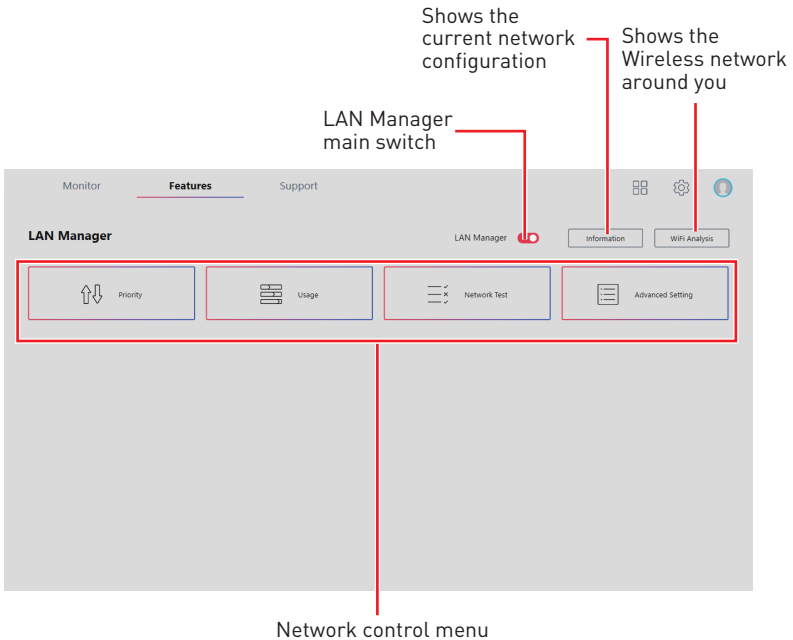 Shows the
current network
configuration
Shows the
Wireless network
around you
LAN Manager
main switch
Monitor
Features
Support
LAN Manager
LAN Manager
Information
WiFi Analysis
Priority
Usage
Network Test
Advanced Setting
Network control menu